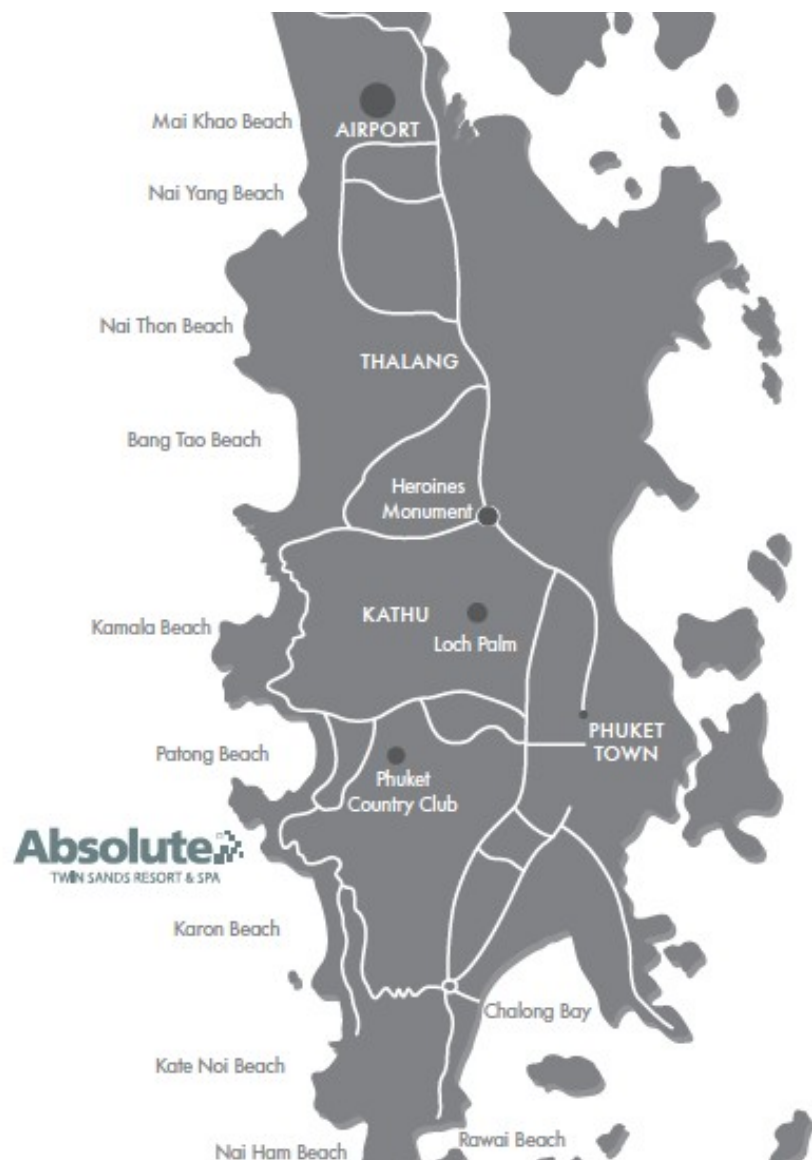 Mai Khao Beach
AIRPORT
Nai Yang Beach
Nai Thon Beach
THALANG
Bang Tao Beach
Heroines
Monument
Kamala Beach
KATHU
Loch Palm
PHUKET
TOWN
Patong Beach
Phuket
Country Club
Absolute
TWIN SANDS RESORT & SPA
Karon Beach
Chalong Bay
Kate Noi Beach
Rawai Beach
Nai Ham Beach